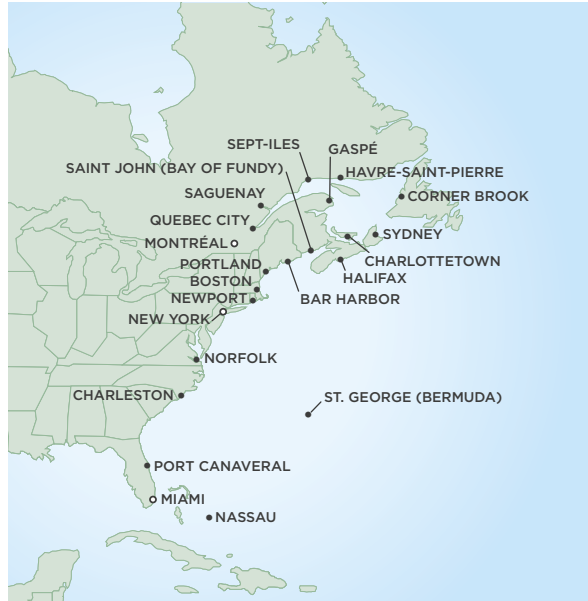 SEPT-ILES
GASPÉ
SAINT JOHN (BAY OF FUNDY)
HAVRE-SAINT-PIERRE
SAGUENAY
CORNER BROOK
QUEBEC CITY
SYDNEY
MONTRÉAL
CHARLOTTETOWN
PORTLAND
HALIFAX
BOSTON
BAR HARBOR
NEWPORT
NEW YORK
NORFOLK
CHARLESTON
ST. GEORGE (BERMUDA)
PORT CANAVERAL
MIAMI
NASSAU